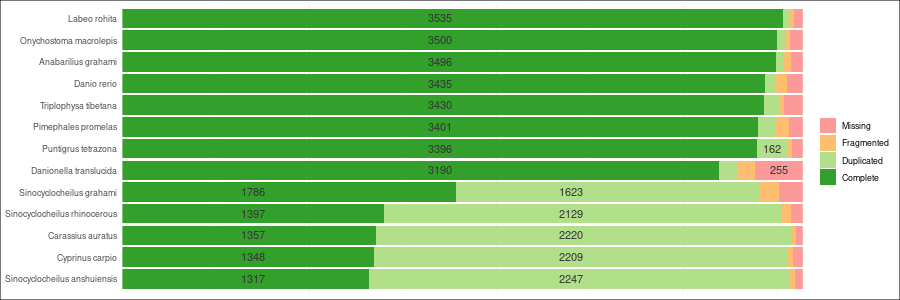 Labeo rohita 3535
Onychostoma macrolepis 3500
Anabarilius grahami 3496
Danio rerio 3435
Triplophysa tibetana 3430
Pimephales promelas 3401
Puntigrus tetrazona 3396 162
Danionella translucida 3190 255
Sinocyclocheilus grahami 1786 1623
Sinocyclocheilus rhinocerous 1397 2129
Carassius auratus 1357 2220
Cyprinus carpio 1348 2209
Sinocyclocheilus anshuiensis 1317 2247
Missing
Fragmented
Duplicated
Complete